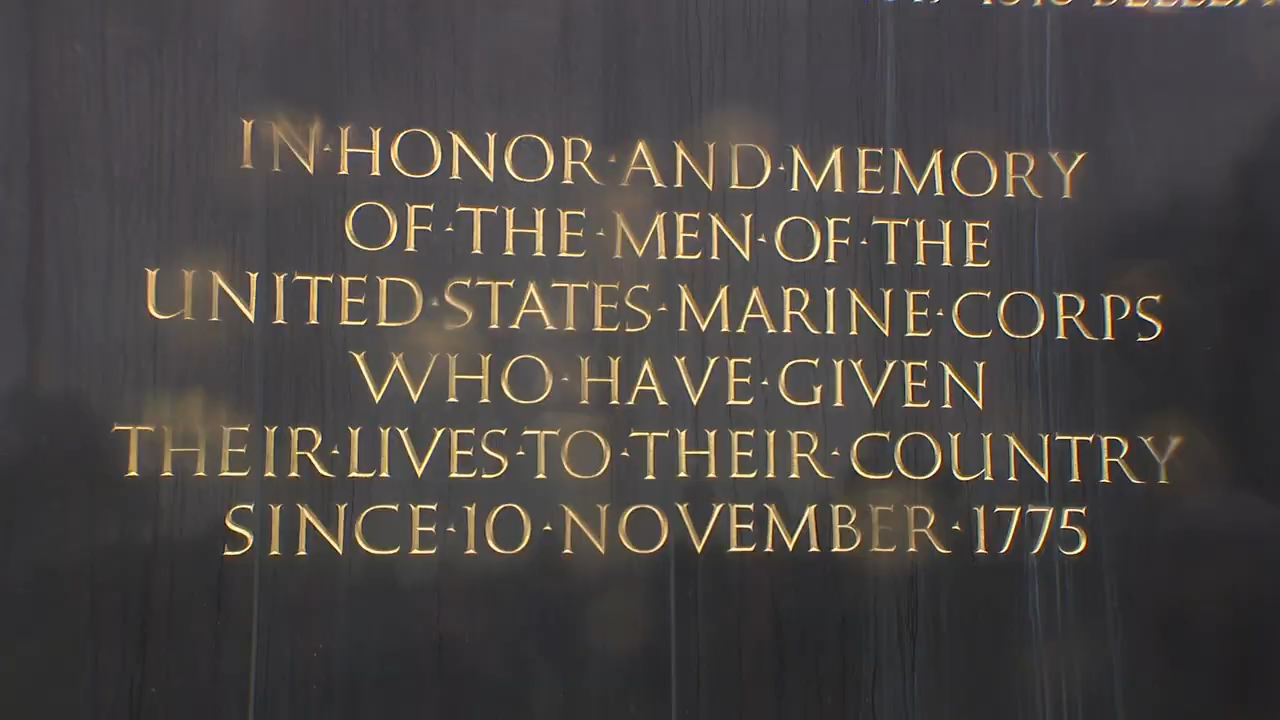 IN·HONOR·AND·MEMORY
OF·THE·MEN·OF·THE
UNITED·STATES·MARINE·CORPS
WHO·HAVE·GIVEN
THEIR·LIVES·TO·THEIR·COUNTRY
SINCE·10·NOVEMBER·1775